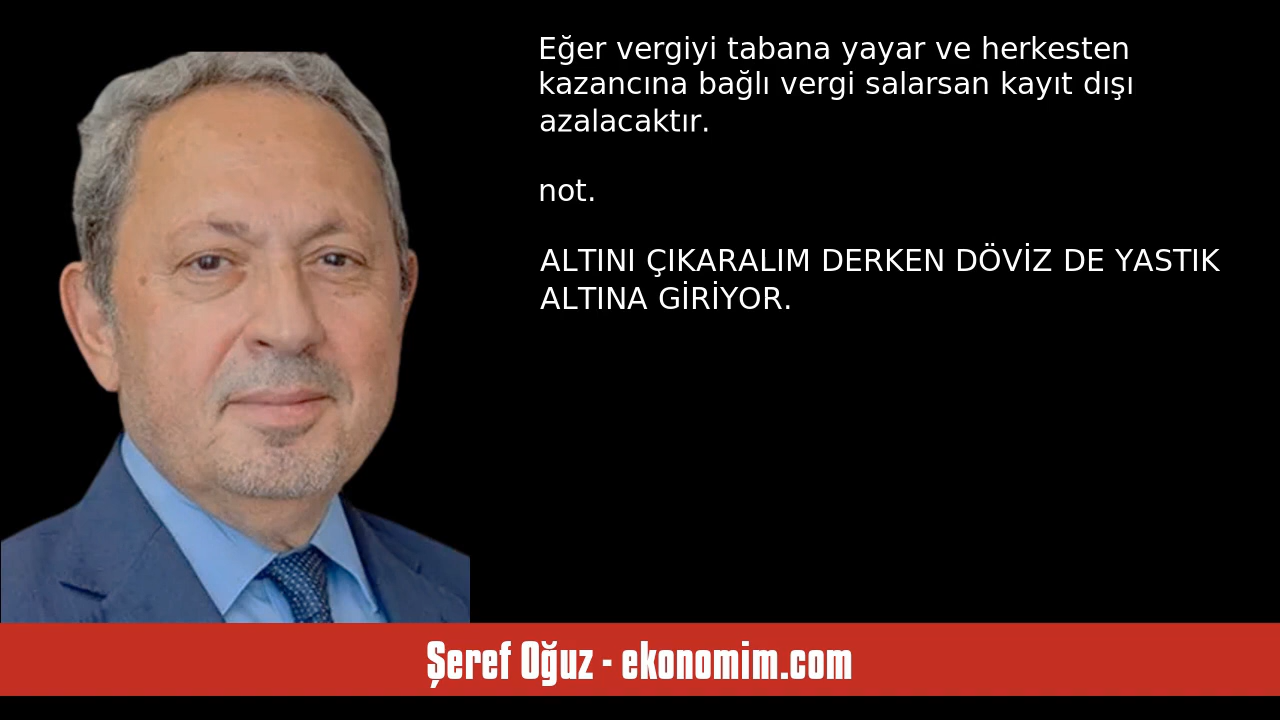 Eğer vergiyi tabana yayar ve herkesten
kazancına bağlı vergi salarsan kayıt dışı
azalacaktır.
not.
ALTINI ÇIKARALIM DERKEN DÖVİZ DE YASTIK
ALTINA GİRİYOR.
Şeref Oğuz - ekonomim.com